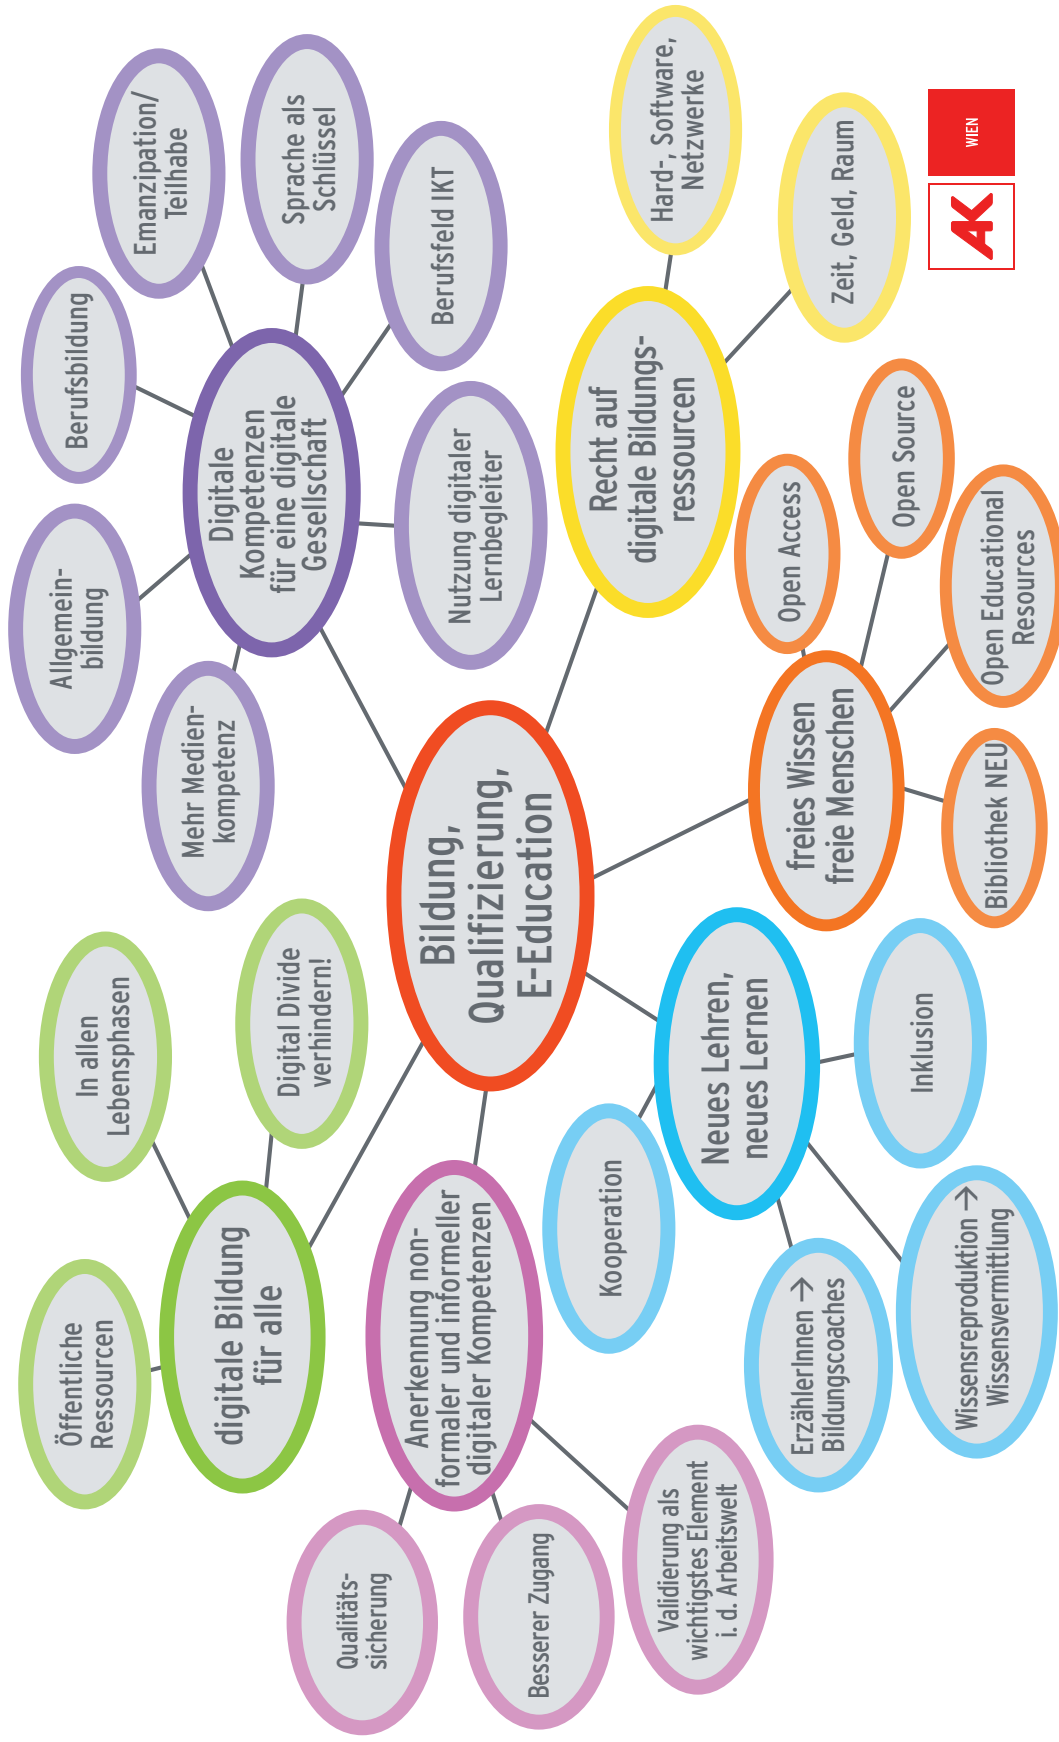 Öffentliche
Ressourcen
In allen
Lebensphasen
Digital Divide
verhindern!
digitale Bildung
für alle
Allgemein-
bildung
Berufsbildung
Emanzipation/
Teilhabe
Sprache als
Schlüssel
Berufsfeld IKT
Nutzung digitaler
Lernbegleiter
Mehr Medien-
kompetenz
Digitale
Kompetenzen
für eine digitale
Gesellschaft
Bildung,
Qualifizierung,
E-Education
Anerkennung non-
formaler und informeller
digitaler Kompetenzen
Qualitäts-
sicherung
Besserer Zugang
Validierung als
wichtigstes Element
i. d. Arbeitswelt
Recht auf
digitale Bildungs-
ressourcen
Hard-, Software,
Netzwerke
Zeit, Geld, Raum
Neues Lehren,
neues Lernen
Kooperation
ErzählerInnen →
Bildungscoaches
Wissensreproduktion →
Wissensvermittlung
Inklusion
freies Wissen
freie Menschen
Open Access
Open Source
Open Educational
Resources
Bibliothek NEU
AK
WIEN